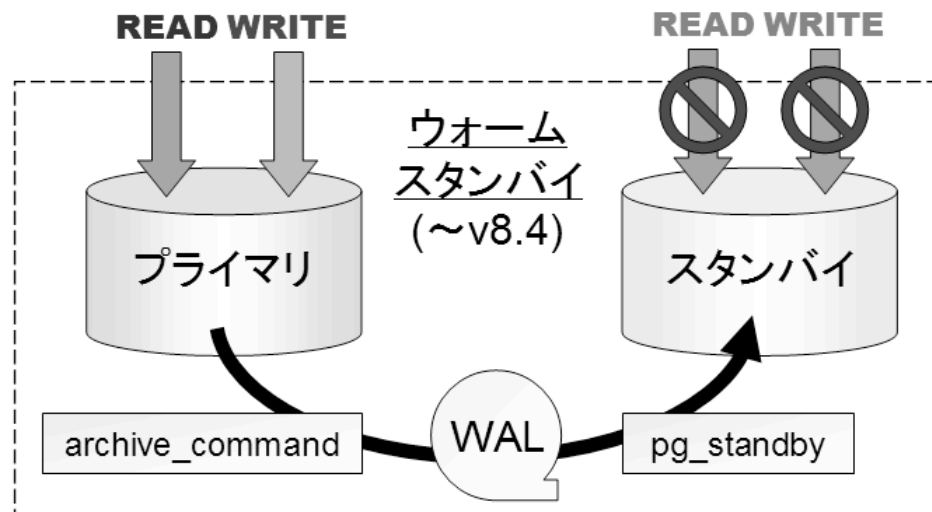 READ WRITE
READ WRITE
ウォーム
スタンバイ
(～v8.4)
プライマリ
スタンバイ
archive_command
WAL
pg_standby